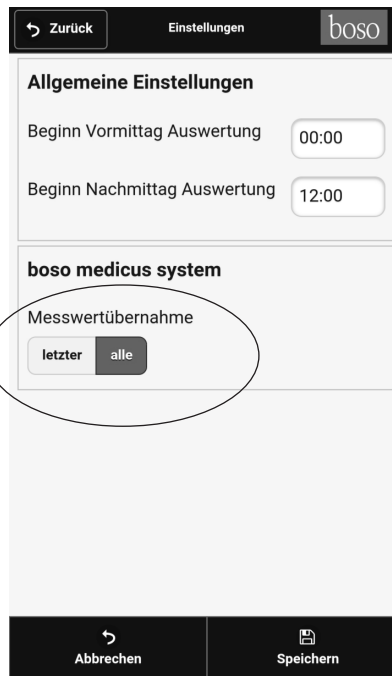 Zurück
Einstellungen
boso
Allgemeine Einstellungen
Beginn Vormittag Auswertung
00:00
Beginn Nachmittag Auswertung
12:00
boso medicus system
Messwertübernahme
letzter alle
Abbrechen
Speichern